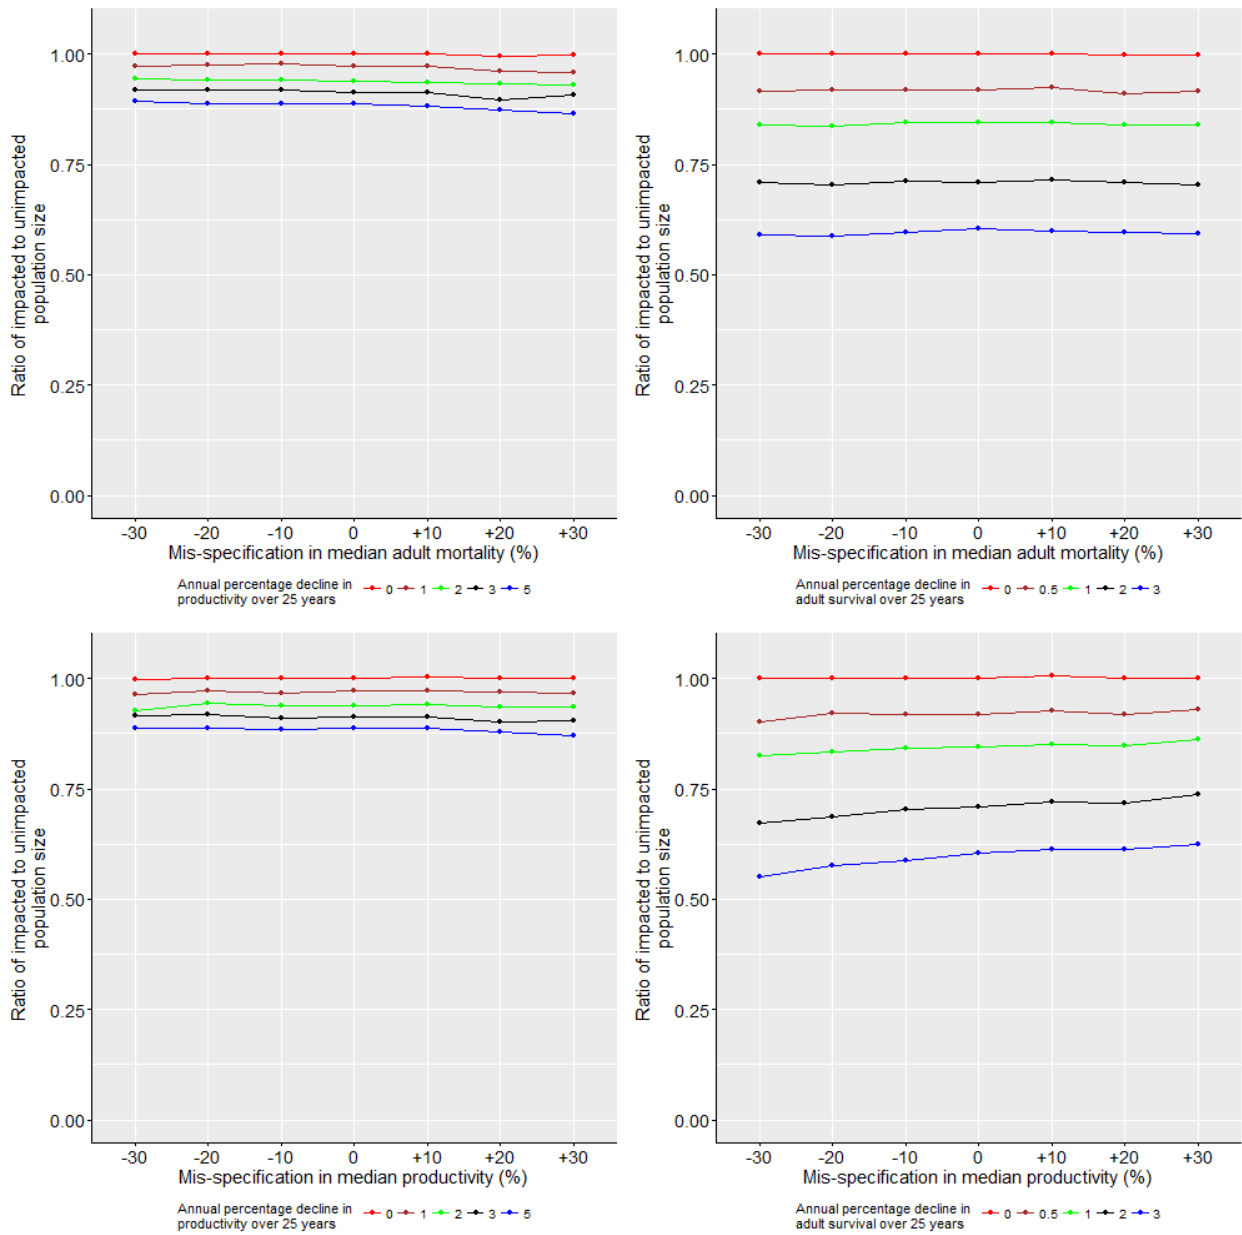 Ratio of impacted to unimpacted
population size
1.00
0.75
0.50
0.25
0.00
-30 -20 -10 0 +10 +20 +30
Mis-specification in median adult mortality (%)
Annual percentage decline in
productivity over 25 years
0 1 2 3 5
Ratio of impacted to unimpacted
population size
1.00
0.75
0.50
0.25
0.00
-30 -20 -10 0 +10 +20 +30
Mis-specification in median adult mortality (%)
Annual percentage decline in
adult survival over 25 years
0 0.5 1 2 3
Ratio of impacted to unimpacted
population size
1.00
0.75
0.50
0.25
0.00
-30 -20 -10 0 +10 +20 +30
Mis-specification in median productivity (%)
Annual percentage decline in
productivity over 25 years
0 1 2 3 5
Ratio of impacted to unimpacted
population size
1.00
0.75
0.50
0.25
0.00
-30 -20 -10 0 +10 +20 +30
Mis-specification in median productivity (%)
Annual percentage decline in
adult survival over 25 years
0 0.5 1 2 3